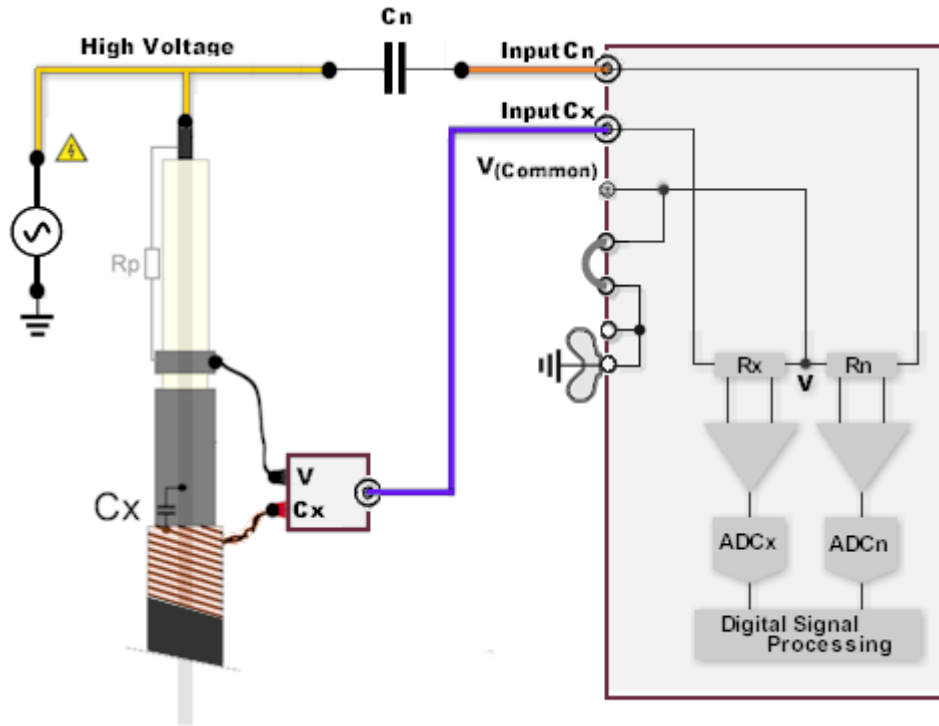 Cn
High Voltage
Input Cn
Input Cx
V(Common)
Rp
Rx
V
Rn
V
Cx
Cx
ADCx
ADCn
Digital Signal
Processing